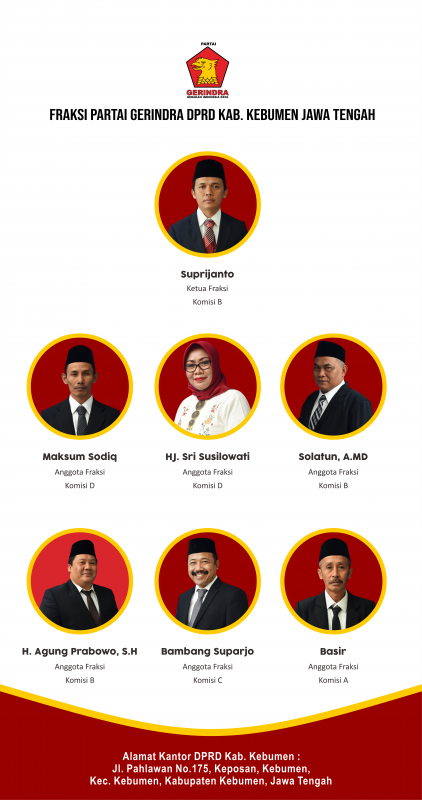 PARTAI
GERINDRA
GERAKAN INDONESIA RAYA
FRAKSI PARTAI GERINDRA DPRD KAB. KEBUMEN JAWA TENGAH
Suprijanto
Ketua Fraksi
Komisi B
Maksum Sodiq
Anggota Fraksi
Komisi D
HJ. Sri Susilowati
Anggota Fraksi
Komisi D
Solatun, A.MD
Anggota Fraksi
Komisi B
H. Agung Prabowo, S.H
Anggota Fraksi
Komisi B
Bambang Suparjo
Anggota Fraksi
Komisi C
Basir
Anggota Fraksi
Komisi A
Alamat Kantor DPRD Kab. Kebumen :
Jl. Pahlawan No.175, Keposan, Kebumen,
Kec. Kebumen, Kabupaten Kebumen, Jawa Tengah